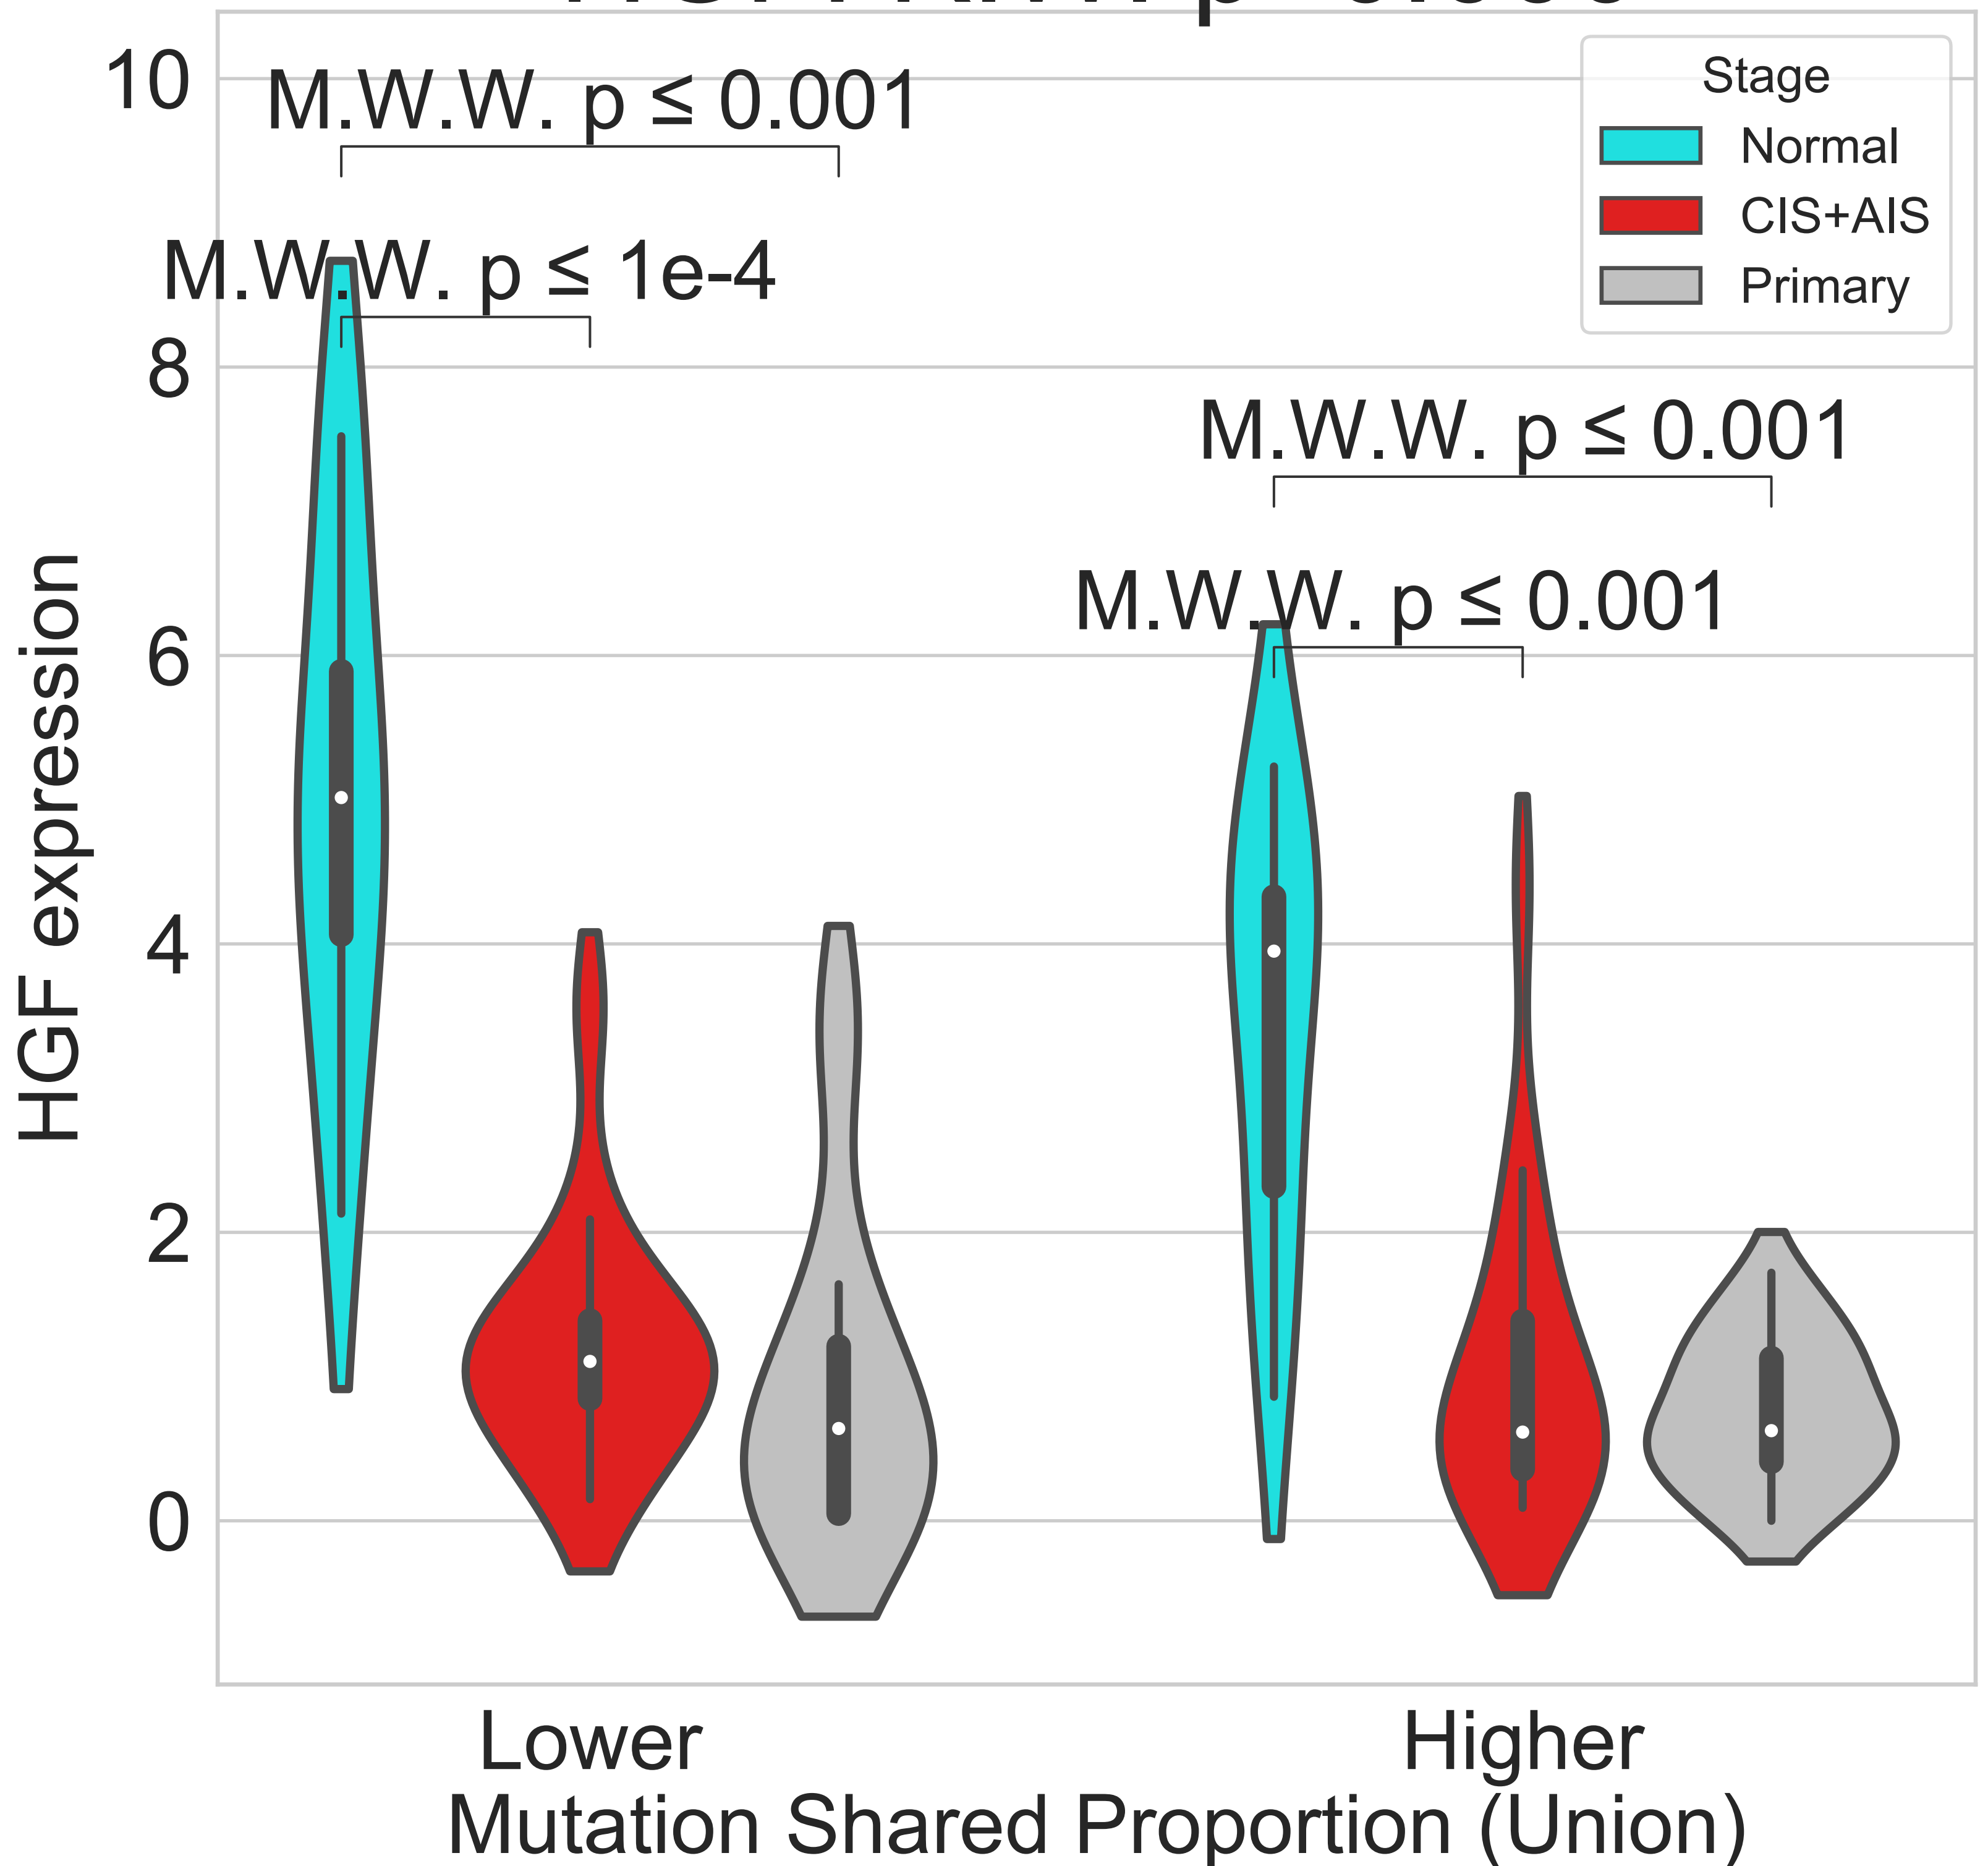 M.W.W. p ≤ 0.001
M.W.W. p ≤ 1e-4
M.W.W. p ≤ 0.001
M.W.W. p ≤ 0.001
Stage
Normal
CIS+AIS
Primary
10
8
6
4
2
0
HGF expression
Lower
Higher
Mutation Shared Proportion (Union)